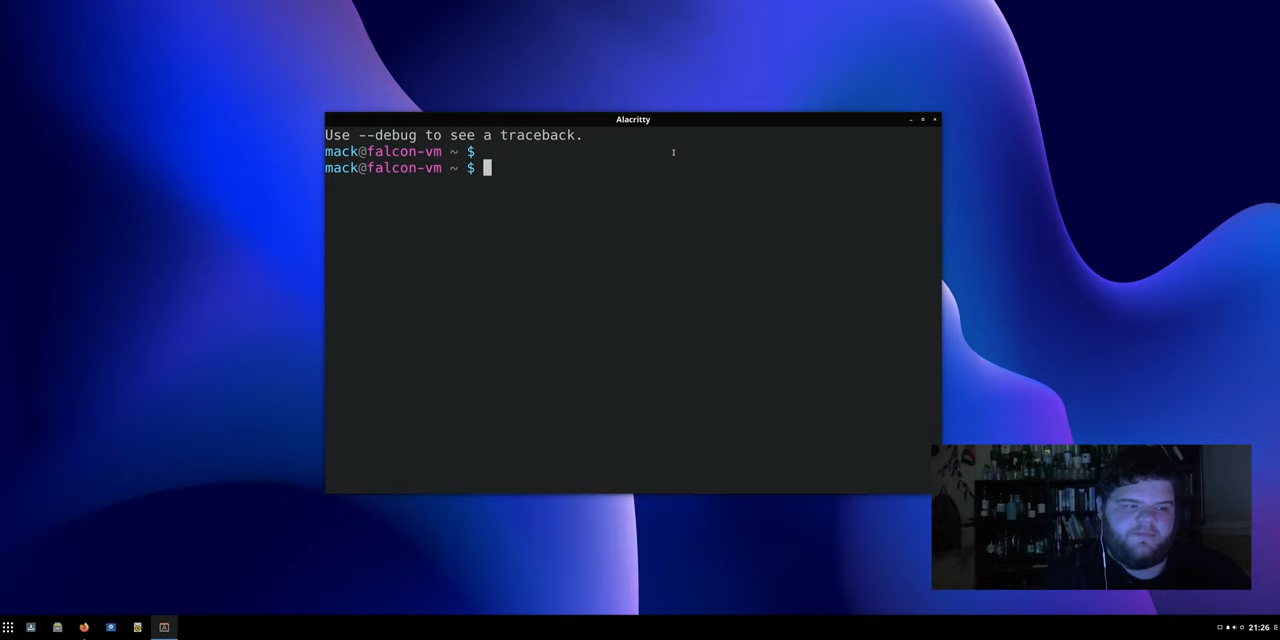 Alacritty
Use --debug to see a traceback.
mack@falcon-vm ~ $
mack@falcon-vm ~ $
21:26